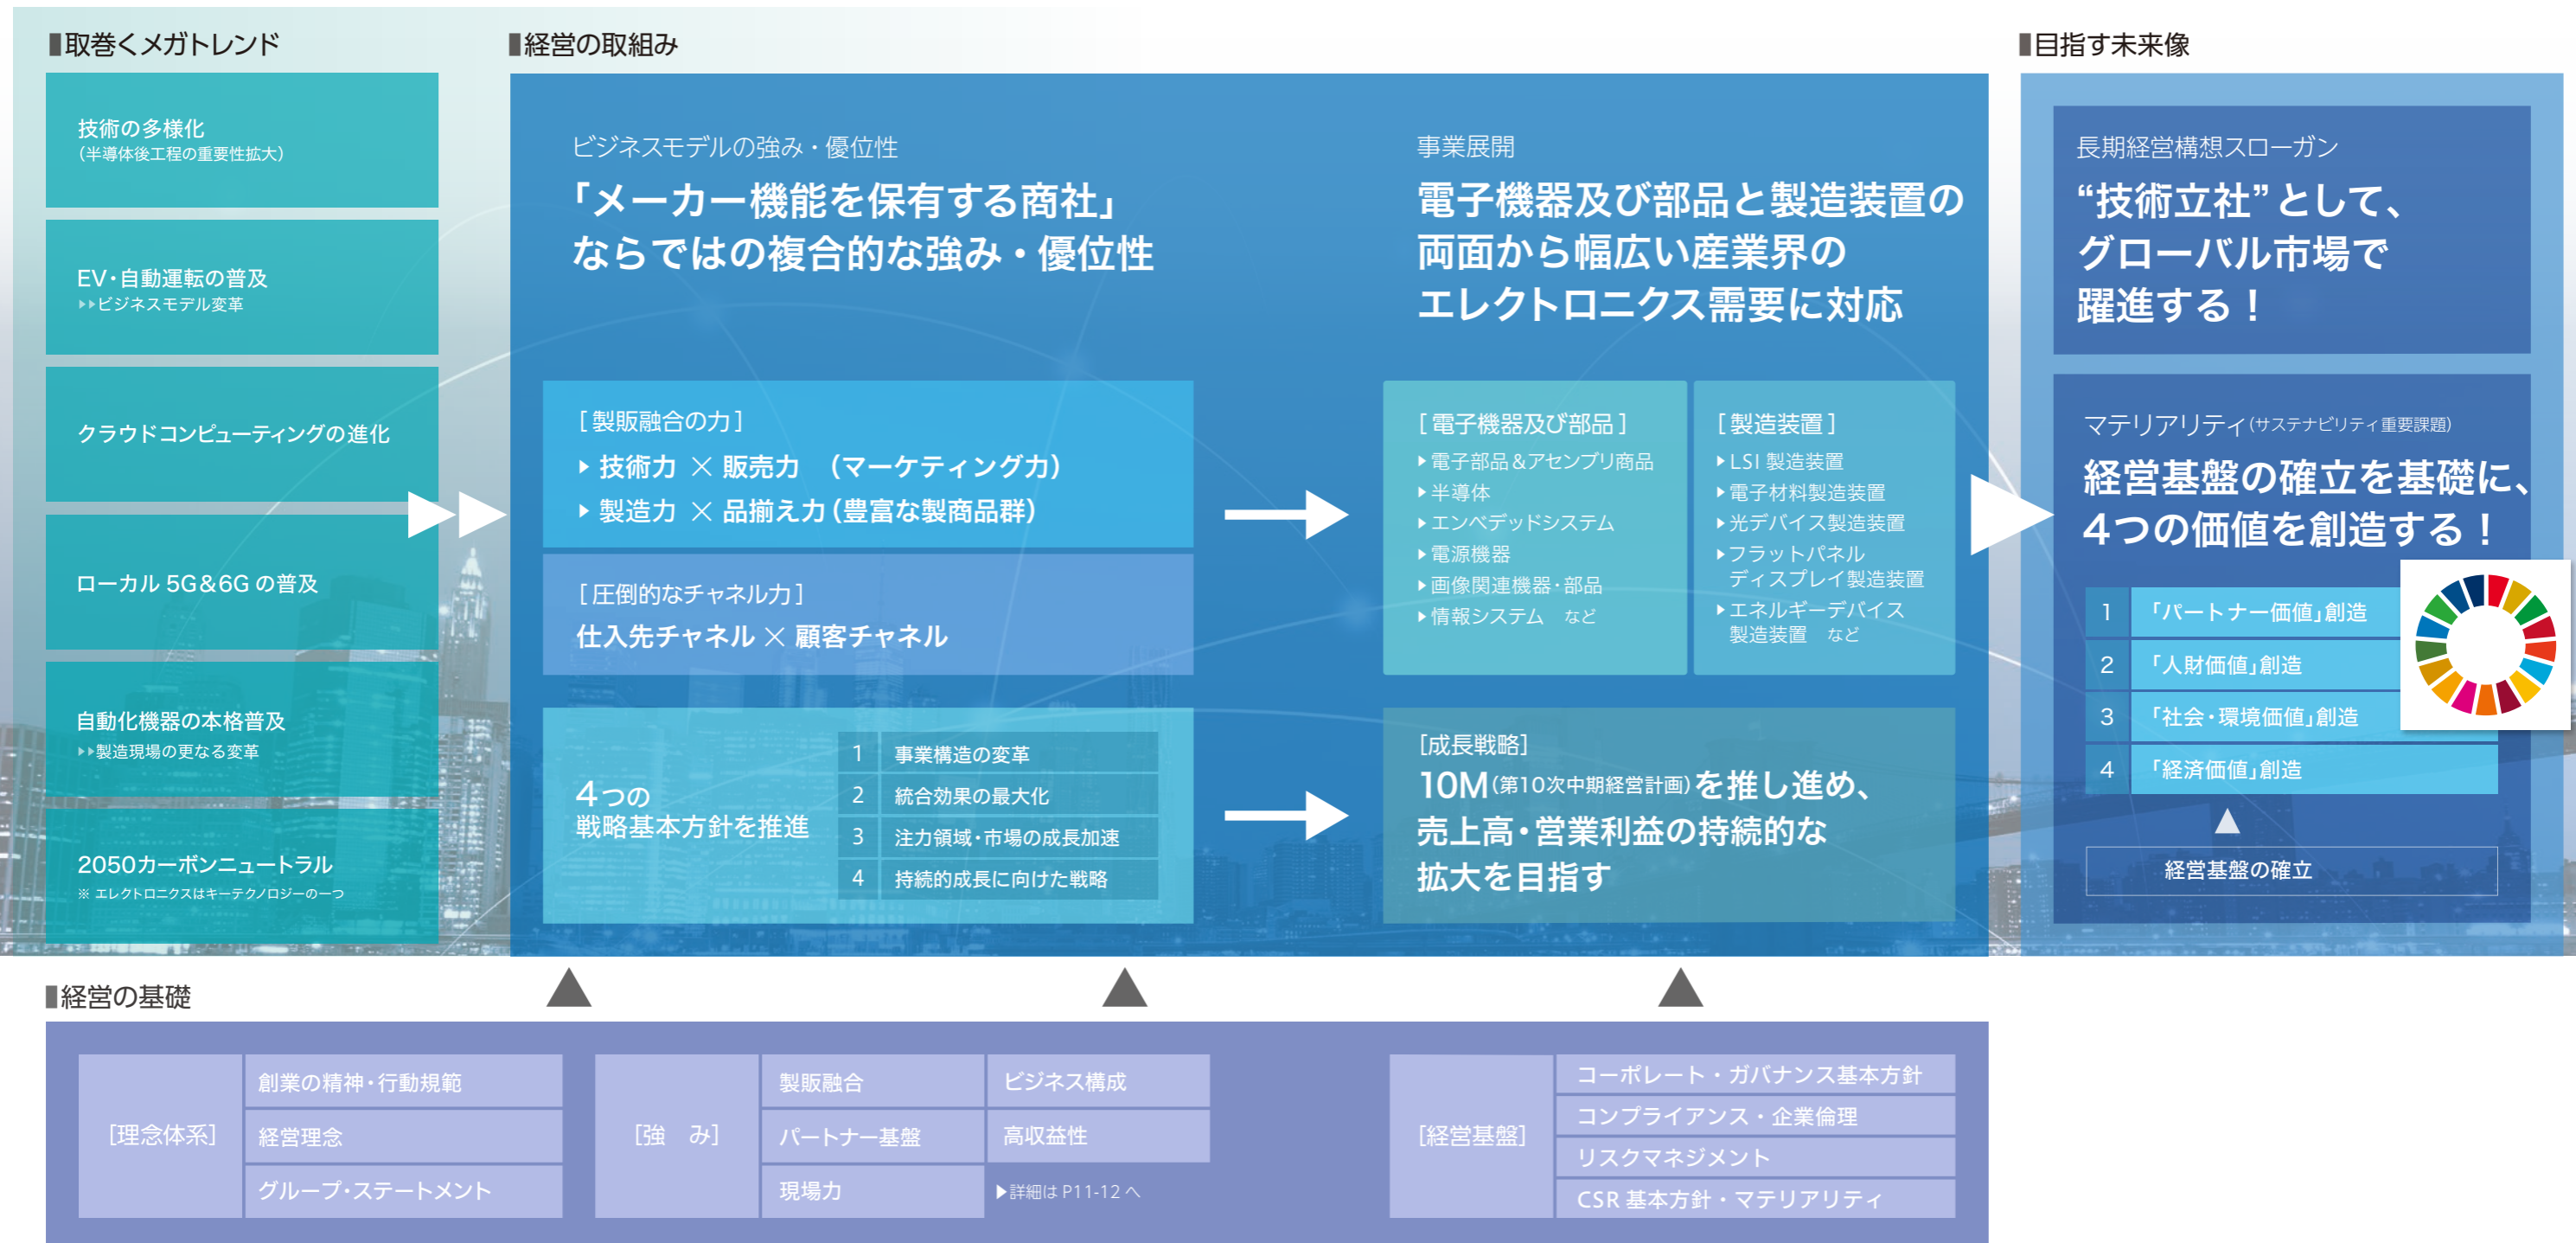 取巻くメガトレンド
技術の多様化
（半導体後工程の重要性拡大）
EV・自動運転の普及
▶▶ビジネスモデル変革
クラウドコンピューティングの進化
ローカル 5G&6G の普及
自動化機器の本格普及
▶▶製造現場の更なる変革
2050カーボンニュートラル
※ エレクトロニクスはキーテクノロジーの一つ
経営の取組み
ビジネスモデルの強み・優位性
「メーカー機能を保有する商社」
ならではの複合的な強み・優位性
［製販融合の力］
▶ 技術力 × 販売力 （マーケティング力）
▶ 製造力 × 品揃え力（豊富な製商品群）
［圧倒的なチャネル力］
仕入先チャネル × 顧客チャネル
4つの
戦略基本方針を推進
1 事業構造の変革
2 統合効果の最大化
3 注力領域・市場の成長加速
4 持続的成長に向けた戦略
事業展開
電子機器及び部品と製造装置の
両面から幅広い産業界の
エレクトロニクス需要に対応
［電子機器及び部品］
▶電子部品＆アセンブリ商品
▶半導体
▶エンベデッドシステム
▶電源機器
▶画像関連機器・部品
▶情報システム など
［製造装置］
▶LSI 製造装置
▶電子材料製造装置
▶光デバイス製造装置
▶フラットパネル
ディスプレイ製造装置
▶エネルギーデバイス
製造装置 など
［成長戦略］
10M（第10次中期経営計画）を推し進め、
売上高・営業利益の持続的な
拡大を目指す
目指す未来像
長期経営構想スローガン
“技術立社”として、
グローバル市場で
躍進する！
マテリアリティ（サステナビリティ重要課題）
経営基盤の確立を基礎に、
4つの価値を創造する！
1 「パートナー価値」創造
2 「人財価値」創造
3 「社会・環境価値」創造
4 「経済価値」創造
経営基盤の確立
経営の基礎
［理念体系］
創業の精神・行動規範
経営理念
グループ・ステートメント
［強 み］
製販融合
パートナー基盤
現場力
ビジネス構成
高収益性
▶詳細は P11-12 へ
［経営基盤］
コーポレート・ガバナンス基本方針
コンプライアンス・企業倫理
リスクマネジメント
CSR 基本方針・マテリアリティ